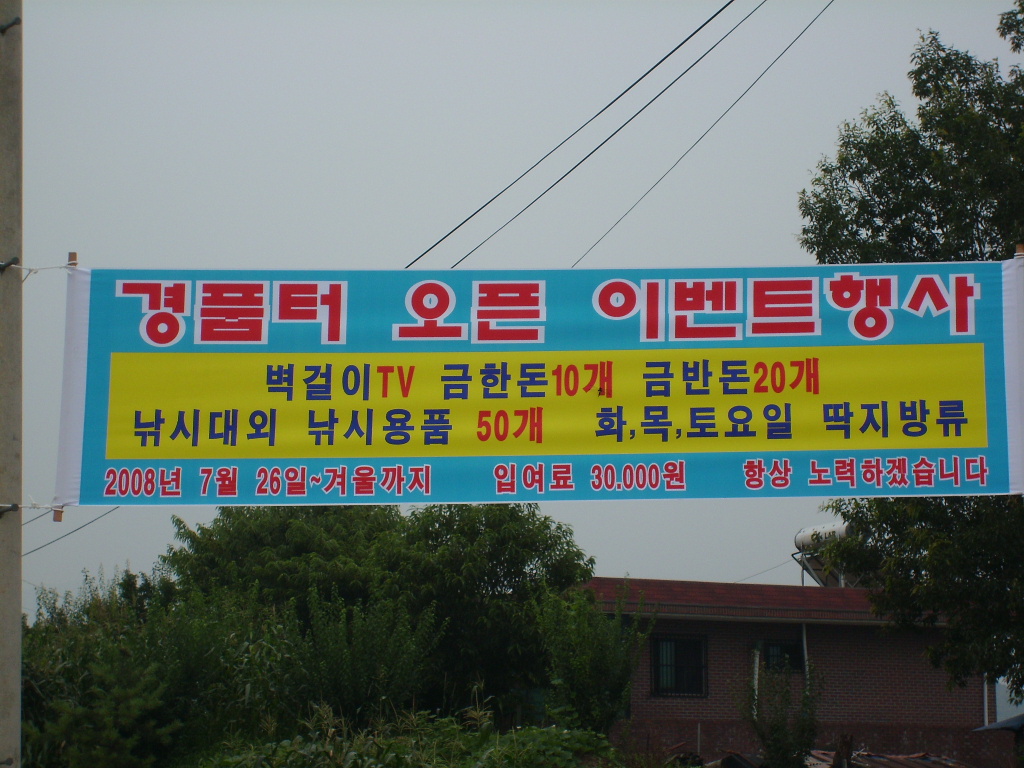 경품터 오픈 이벤트행사
벽걸이TV 금한돈10개 금반돈20개
낚시대외 낚시용품 50개 화,목,토요일 딱지방류
2008년 7월 26일~겨울까지 입여료 30.000원 항상 노력하겠습니다